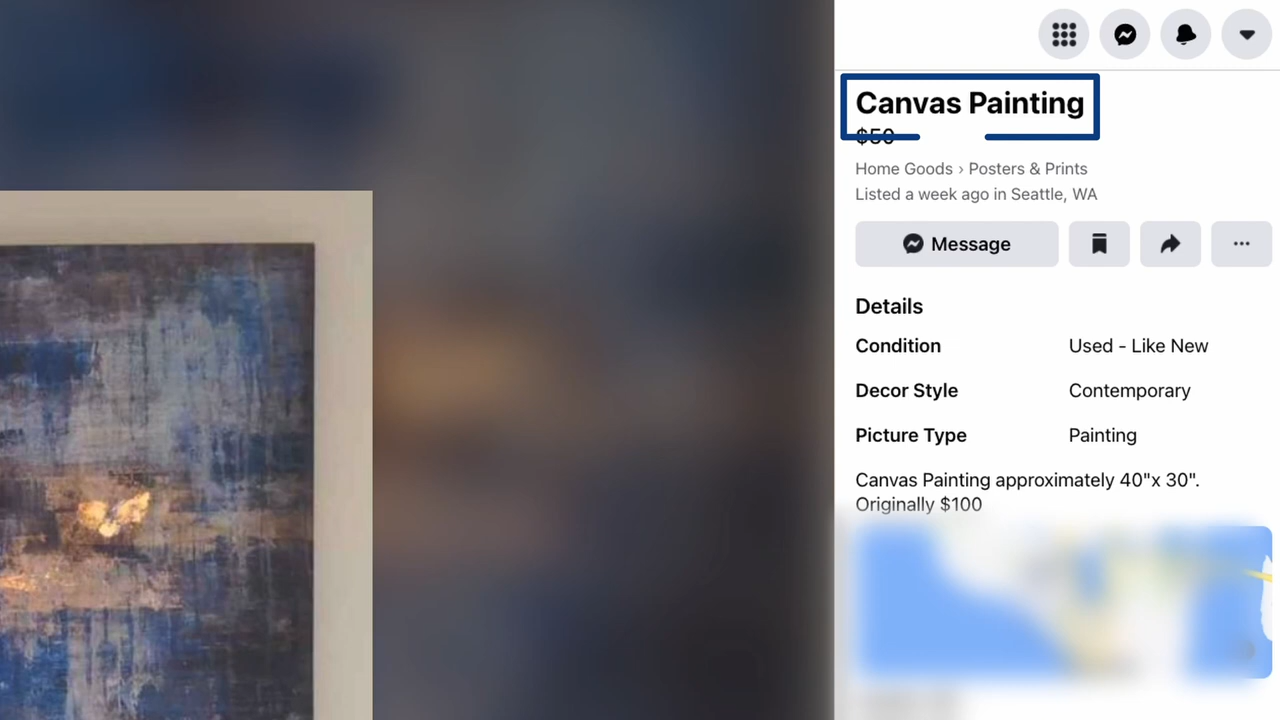 Canvas Painting
$50
Home Goods › Posters & Prints
Listed a week ago in Seattle, WA
Message
Details
Condition Used - Like New
Decor Style Contemporary
Picture Type Painting
Canvas Painting approximately 40"x 30".
Originally $100